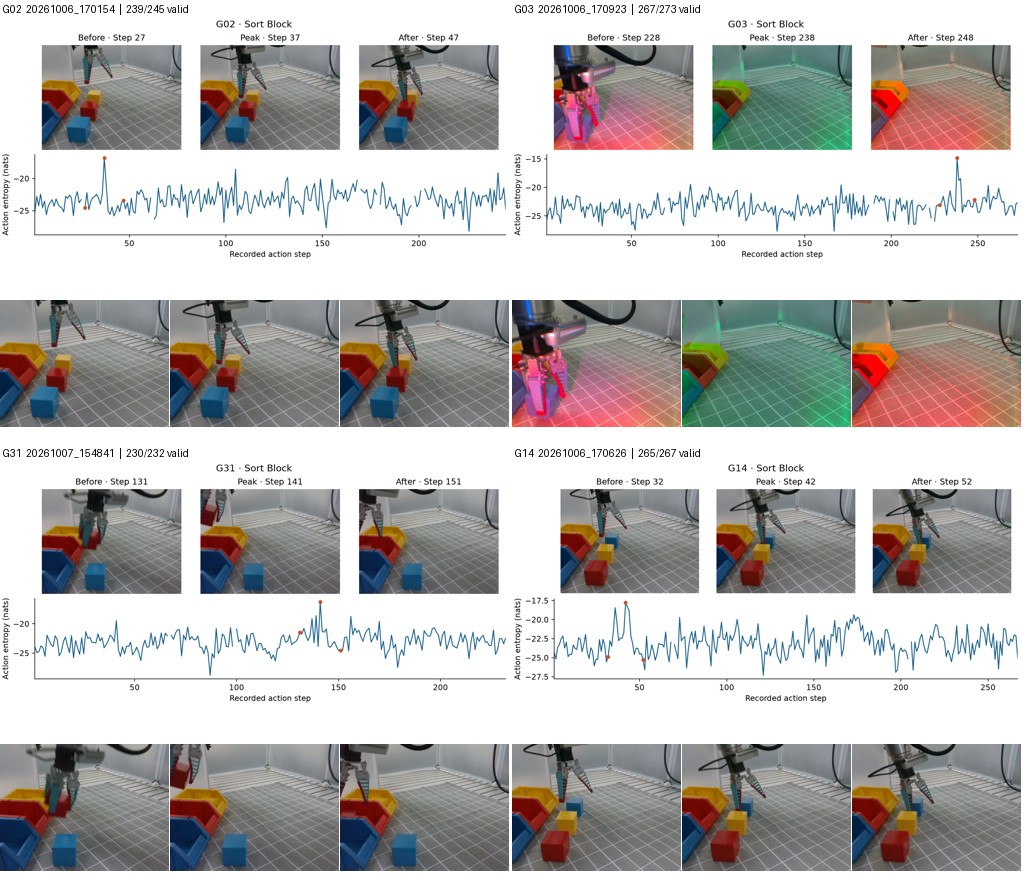 G02 20261006_170154 | 239/245 valid
G02 · Sort Block
Before · Step 27
Peak · Step 37
After · Step 47
Action entropy (nats)
−20
−25
50
100
150
200
Recorded action step
G03 20261006_170923 | 267/273 valid
G03 · Sort Block
Before · Step 228
Peak · Step 238
After · Step 248
Action entropy (nats)
−15
−20
−25
50
100
150
200
250
Recorded action step
G31 20261007_154841 | 230/232 valid
G31 · Sort Block
Before · Step 131
Peak · Step 141
After · Step 151
Action entropy (nats)
−20
−25
50
100
150
200
Recorded action step
G14 20261006_170626 | 265/267 valid
G14 · Sort Block
Before · Step 32
Peak · Step 42
After · Step 52
Action entropy (nats)
−17.5
−20.0
−22.5
−25.0
−27.5
50
100
150
200
250
Recorded action step